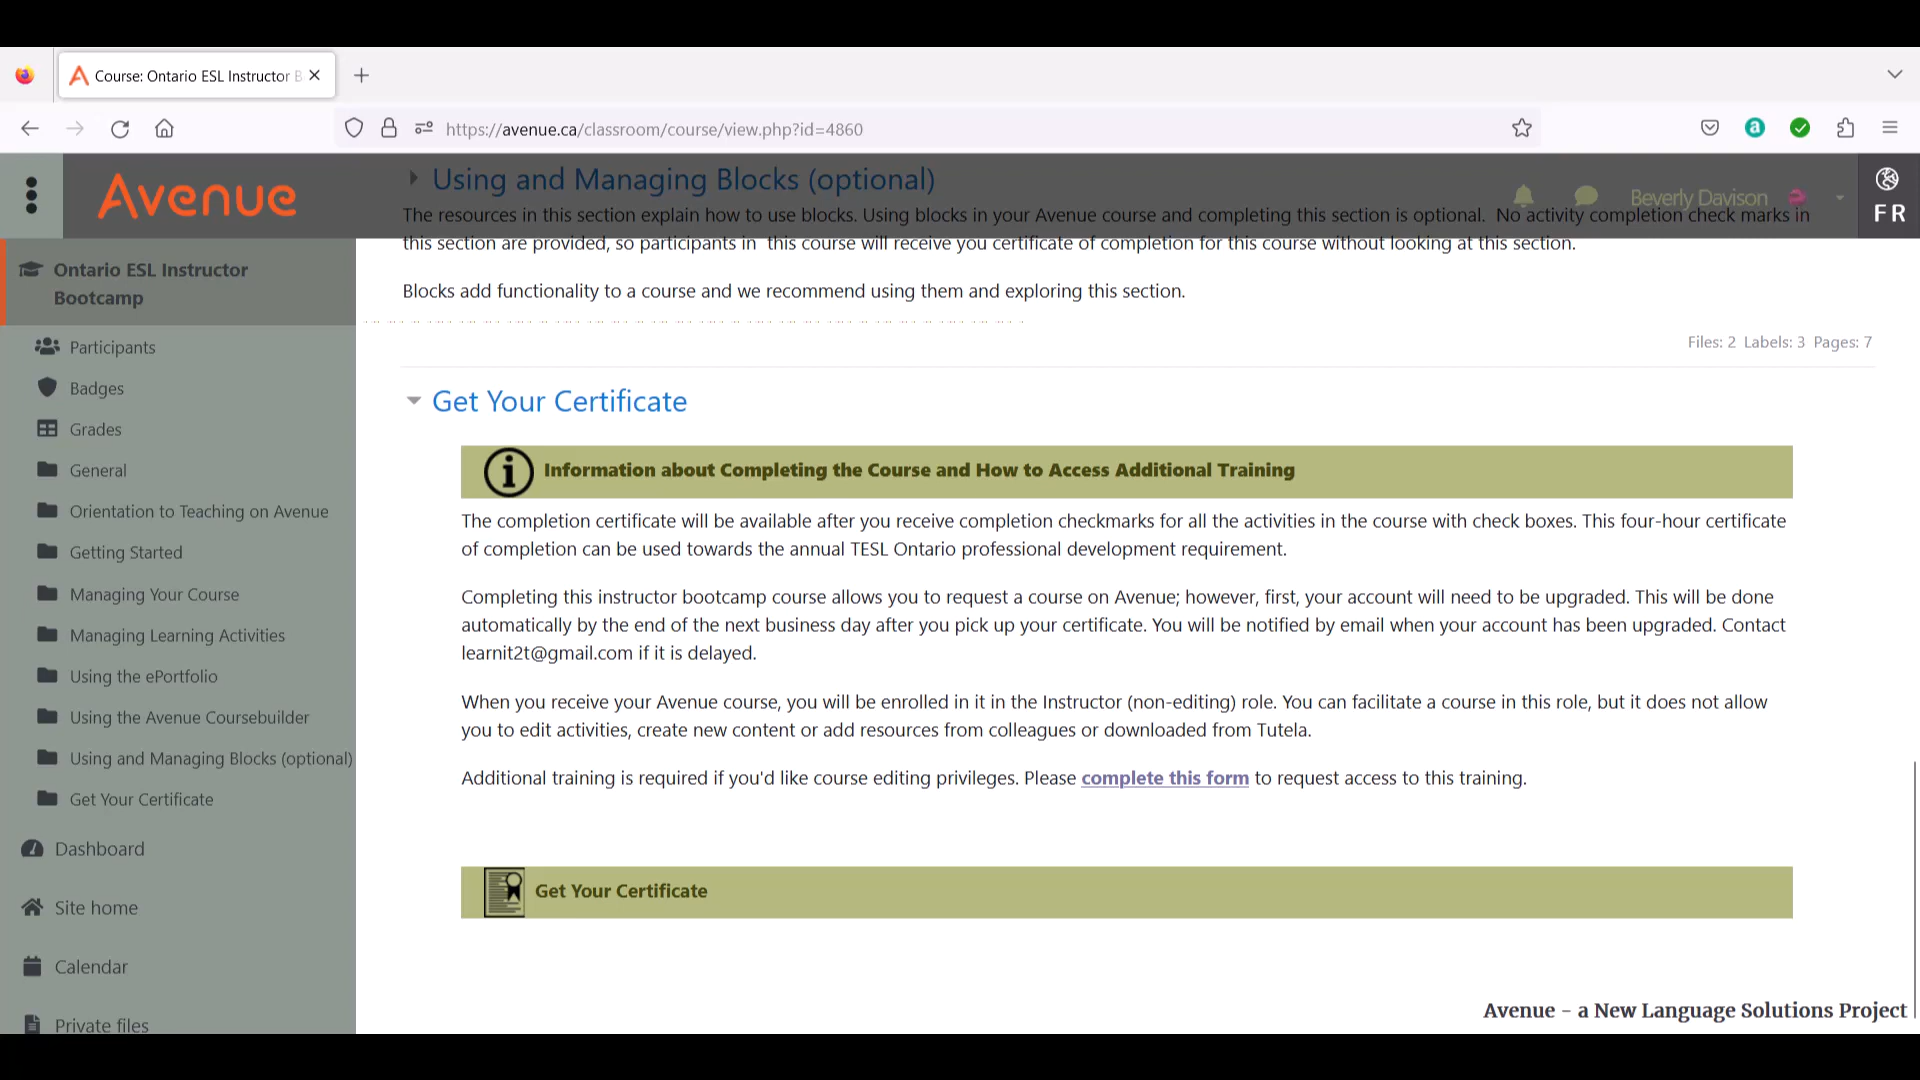 Course: Ontario ESL Instructor B
https://avenue.ca/classroom/course/view.php?id=4860
Avenue
Using and Managing Blocks (optional)
Beverly Davison
FR
The resources in this section explain how to use blocks. Using blocks in your Avenue course and completing this section is optional. No activity completion check marks in
this section are provided, so participants in this course will receive you certificate of completion for this course without looking at this section.
Blocks add functionality to a course and we recommend using them and exploring this section.
Files: 2 Labels: 3 Pages: 7
Ontario ESL Instructor
Bootcamp
Participants
Badges
Grades
General
Orientation to Teaching on Avenue
Getting Started
Managing Your Course
Managing Learning Activities
Using the ePortfolio
Using the Avenue Coursebuilder
Using and Managing Blocks (optional)
Get Your Certificate
Dashboard
Site home
Calendar
Private files
Get Your Certificate
Information about Completing the Course and How to Access Additional Training
The completion certificate will be available after you receive completion checkmarks for all the activities in the course with check boxes. This four-hour certificate
of completion can be used towards the annual TESL Ontario professional development requirement.
Completing this instructor bootcamp course allows you to request a course on Avenue; however, first, your account will need to be upgraded. This will be done
automatically by the end of the next business day after you pick up your certificate. You will be notified by email when your account has been upgraded. Contact
learnit2t@gmail.com if it is delayed.
When you receive your Avenue course, you will be enrolled in it in the Instructor (non-editing) role. You can facilitate a course in this role, but it does not allow
you to edit activities, create new content or add resources from colleagues or downloaded from Tutela.
Additional training is required if you'd like course editing privileges. Please complete this form to request access to this training.
Get Your Certificate
Avenue - a New Language Solutions Project